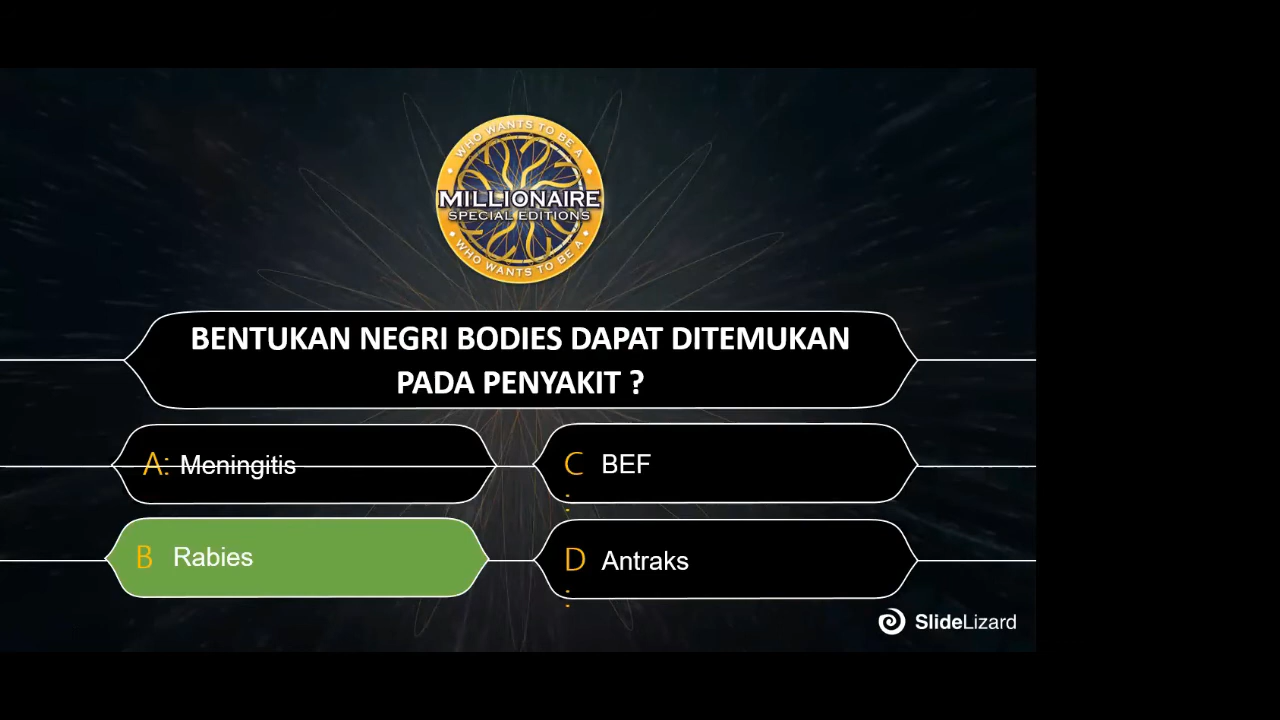 WHO WANTS TO BE A
MILLIONAIRE
SPECIAL EDITIONS
WHO WANTS TO BE A
BENTUKAN NEGRI BODIES DAPAT DITEMUKAN
PADA PENYAKIT ?
A: Meningitis
C: BEF
B Rabies
D: Antraks
SlideLizard